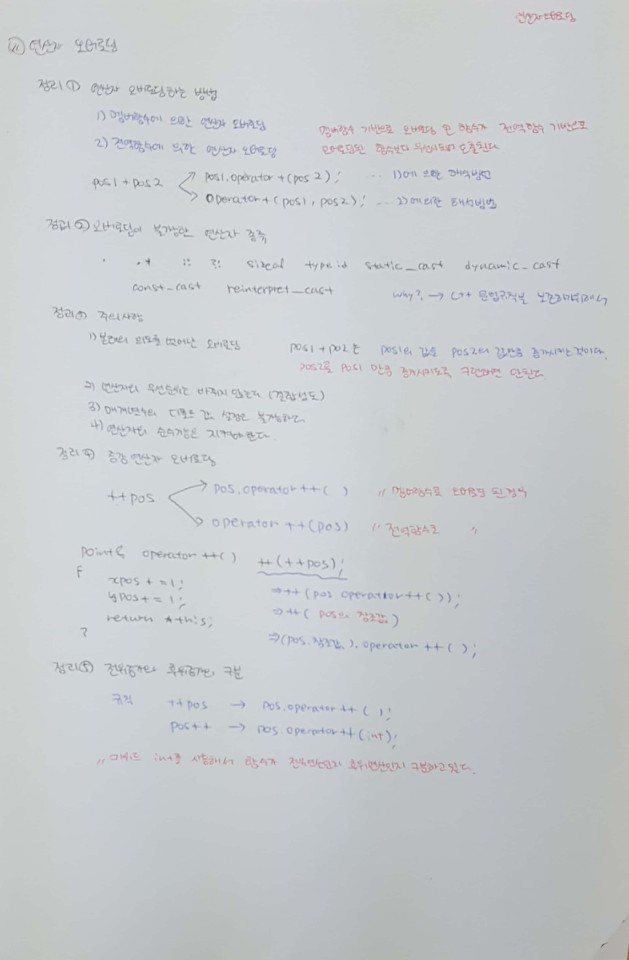 연산자 오버로딩
11) 연산자 오버로딩
정리 ① 연산자 오버로딩하는 방법
1) 멤버함수에 의한 연산자 오버로딩 멤버함수 기반으로 오버로딩 된 함수가 전역함수 기반으로
2) 전역함수에 의한 연산자 오버로딩 오버로딩된 함수보다 우선시되어 호출된다
pos1 + pos2 pos1.operator +(pos2); ... 1)에 의한 해석방법
operator +(pos1, pos2); ... 2)에 의한 해석방법
정리 ② 오버로딩이 불가능한 연산자 종류
. .* :: ?: sizeof typeid static_cast dynamic_cast
const_cast reinterpret_cast why? → C++ 문법규칙
정리 ③ 주의사항
1) 본래의 의도를 벗어난 오버로딩 pos1 + po2는 pos1의 값을 pos2의 값만큼 증가시키는 것이다.
pos2를 pos1 만큼 증가시키도록 구현하면 안된다
2) 연산자의 우선순위는 바뀌지 않는다 (결합성도)
3) 매개변수의 디폴트 값 설정은 불가능하다
4) 연산자의 순수기능은 지켜야 한다.
정리 ④ 증감 연산자 오버로딩
++pos pos.operator ++( ) // 멤버함수로 오버로딩 된 경우
operator ++(pos) // 전역함수로 "
Point& operator ++() ++(++pos);
{
xpos += 1; ⇒ ++(pos.operator ++());
ypos += 1; ⇒ ++( pos의 참조값 )
return *this; ⇒ (pos.참조값.).operator ++( );
}
정리 ⑤ 전위증가와 후위증가의 구분
규칙 ++pos → pos.operator ++( );
pos++ → pos.operator ++(int);
// 키워드 int를 사용해서 함수가 전위연산인지 후위연산인지 구분하고있다.